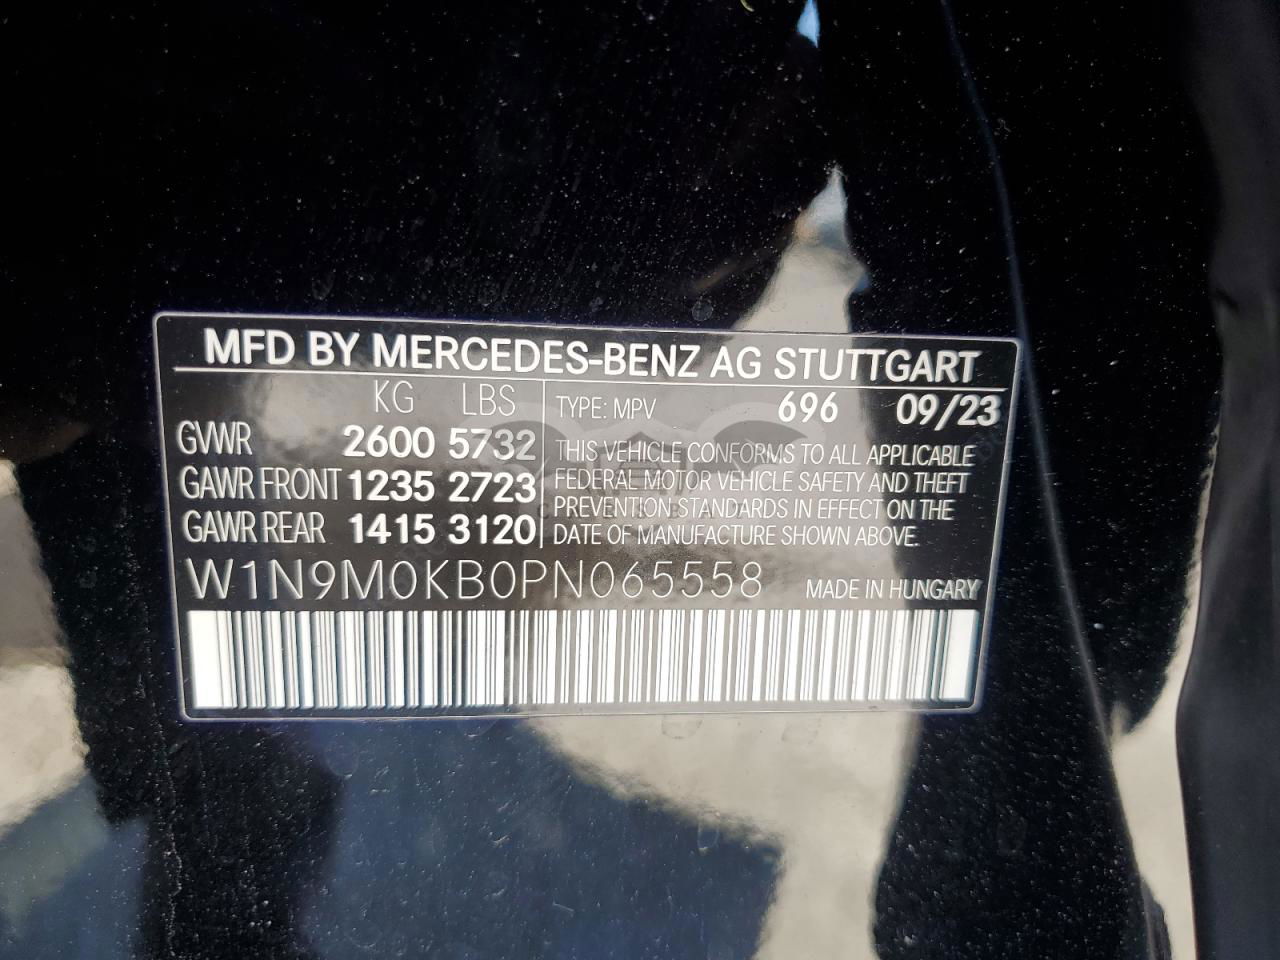 MFD BY MERCEDES-BENZ AG STUTTGART
KG LBS
GVWR 2600 5732
GAWR FRONT 1235 2723
GAWR REAR 1415 3120
TYPE: MPV 696 09/23
THIS VEHICLE CONFORMS TO ALL APPLICABLE
FEDERAL MOTOR VEHICLE SAFETY AND THEFT
PREVENTION STANDARDS IN EFFECT ON THE
DATE OF MANUFACTURE SHOWN ABOVE.
W1N9M0KB0PN065558 MADE IN HUNGARY